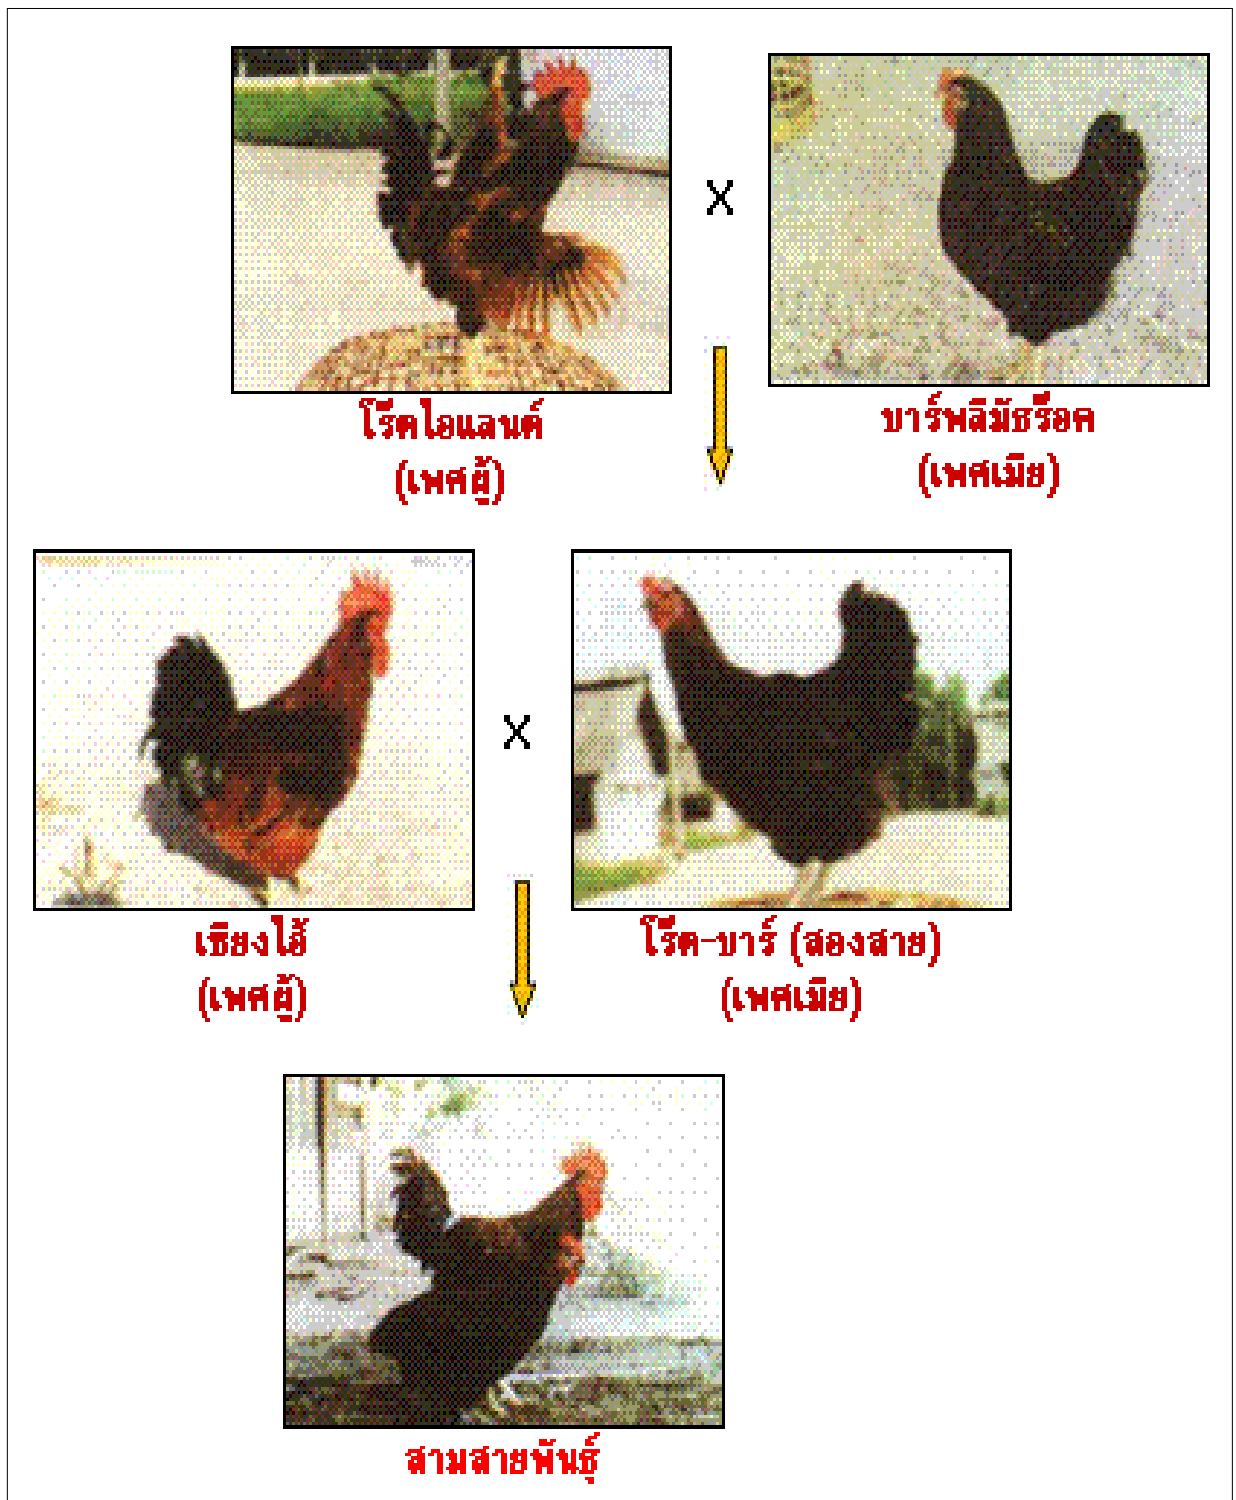 X
โร๊ดไอแลนด์
(เพศผู้)
บาร์พลิมัธร๊อค
(เพศเมีย)
X
เซียงไฮ้
(เพศผู้)
โร๊ด-บาร์ (สองสาย)
(เพศเมีย)
สามสายพันธุ์